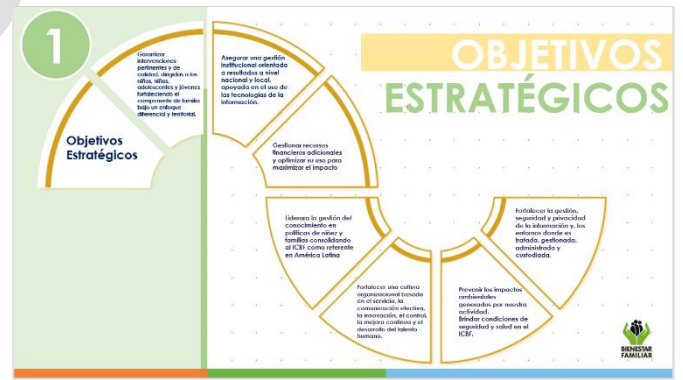 1
OBJETIVOS
ESTRATÉGICOS
Objetivos
Estratégicos
Garantizar
intervenciones
pertinentes y de
calidad, dirigidas a los
niños, niñas,
adolescentes y jóvenes
fortaleciendo el
componente de familia
bajo un enfoque
diferencial y territorial.
Asegurar una gestión
institucional orientada
a resultados a nivel
nacional y local,
apoyada en el uso de
las tecnologías de la
información.
Gestionar recursos
financieros adicionales
y optimizar su uso para
maximizar el impacto
Liderara la gestión del
conocimiento en
políticas de niñez y
familias consolidando
al ICBF como referente
en América Latina
Fortalecer una cultura
organizacional basada
en el servicio, la
comunicación efectiva,
la innovación, el control,
la mejora continua y el
desarrollo del talento
humano.
Prevenir los impactos
ambientales
generados por nuestra
actividad.
Brindar condiciones de
seguridad y salud en el
ICBF.
Fortalecer la gestión,
seguridad y privacidad
de la información y, los
entornos donde es
tratada, gestionada,
administrada y
custodiada.
BIENESTAR
FAMILIAR